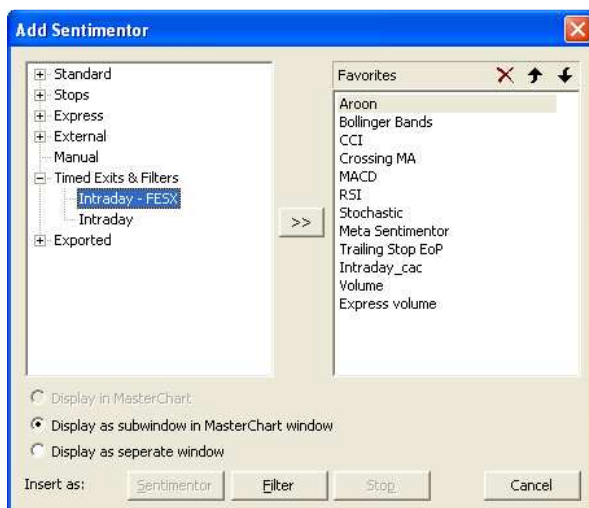 Add Sentimentor
Standard
Stops
Express
External
Manual
Timed Exits & Filters
Intraday - FESX
Intraday
Exported
>>
Favorites
Aroon
Bollinger Bands
CCI
Crossing MA
MACD
RSI
Stochastic
Meta Sentimentor
Trailing Stop EoP
Intraday_cac
Volume
Express volume
Display in MasterChart
Display as subwindow in MasterChart window
Display as seperate window
Insert as:
Sentimentor
Filter
Stop
Cancel